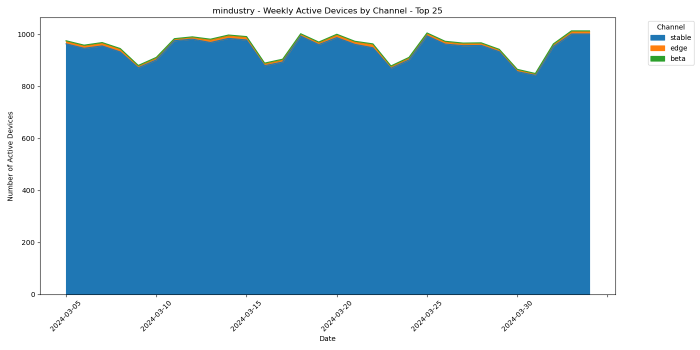 mindustry - Weekly Active Devices by Channel - Top 25
Number of Active Devices
1000
800
600
400
200
0
2024-03-05
2024-03-10
2024-03-15
2024-03-20
2024-03-25
2024-03-30
Date
Channel
stable
edge
beta